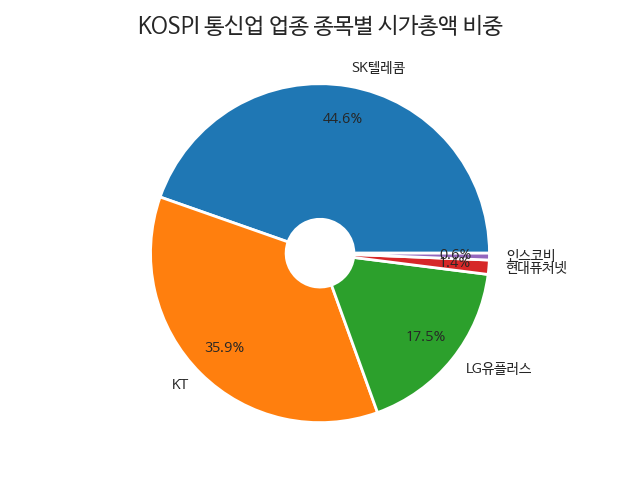 KOSPI 통신업 업종 종목별 시가총액 비중
SK텔레콤
44.6%
0.6%
인스코비
1.4%
현대퓨처넷
17.5%
35.9%
LG유플러스
KT